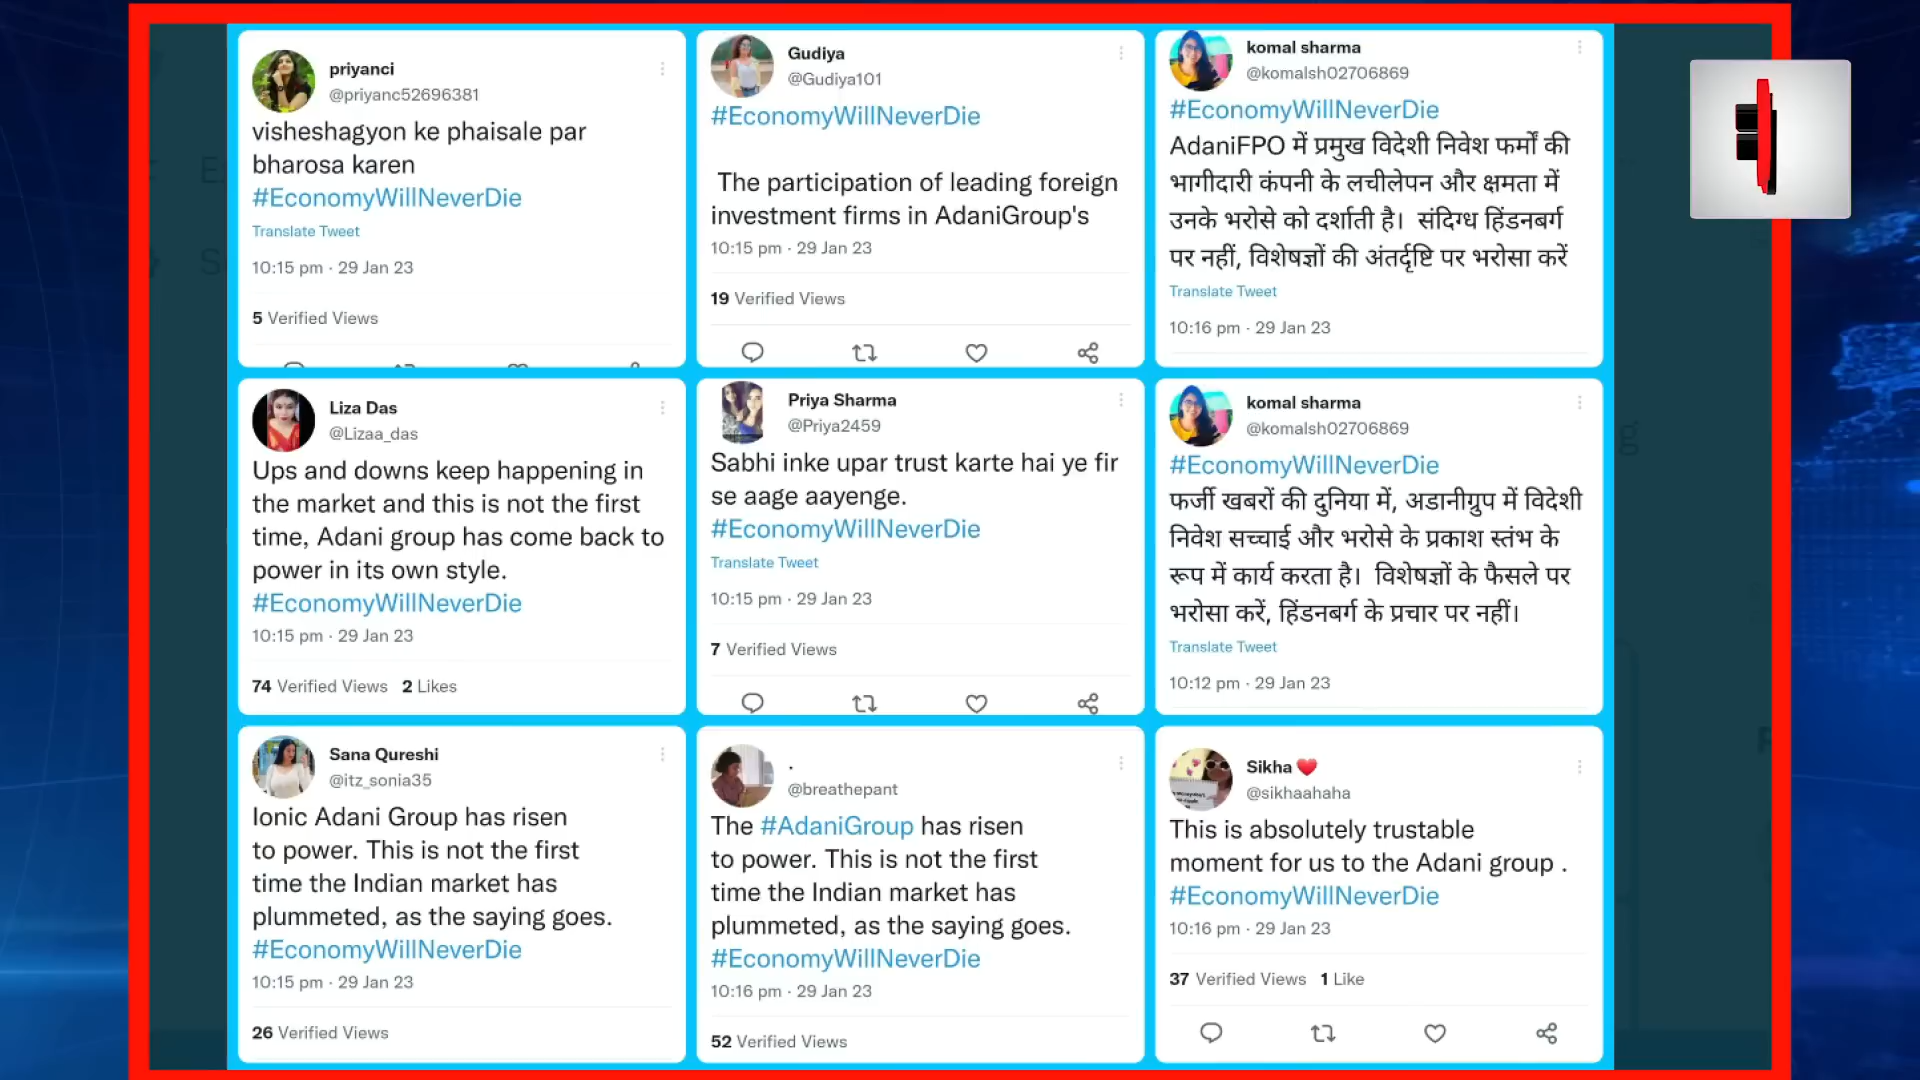 priyanci
@priyanc52696381
visheshagyon ke phaisale par
bharosa karen
#EconomyWillNeverDie
Translate Tweet
10:15 pm · 29 Jan 23
5 Verified Views
Gudiya
@Gudiya101
#EconomyWillNeverDie
The participation of leading foreign
investment firms in AdaniGroup's
10:15 pm · 29 Jan 23
19 Verified Views
komal sharma
@komalsh02706869
#EconomyWillNeverDie
AdaniFPO में प्रमुख विदेशी निवेश फर्मों की
भागीदारी कंपनी के लचीलेपन और क्षमता में
उनके भरोसे को दर्शाती है। संदिग्ध हिंडनबर्ग
पर नहीं, विशेषज्ञों की अंतर्दृष्टि पर भरोसा करें
Translate Tweet
10:16 pm · 29 Jan 23
Liza Das
@Lizaa_das
Ups and downs keep happening in
the market and this is not the first
time, Adani group has come back to
power in its own style.
#EconomyWillNeverDie
10:15 pm · 29 Jan 23
74 Verified Views 2 Likes
Priya Sharma
@Priya2459
Sabhi inke upar trust karte hai ye fir
se aage aayenge.
#EconomyWillNeverDie
Translate Tweet
10:15 pm · 29 Jan 23
7 Verified Views
komal sharma
@komalsh02706869
#EconomyWillNeverDie
फर्जी खबरों की दुनिया में, अडानीग्रुप में विदेशी
निवेश सच्चाई और भरोसे के प्रकाश स्तंभ के
रूप में कार्य करता है। विशेषज्ञों के फैसले पर
भरोसा करें, हिंडनबर्ग के प्रचार पर नहीं।
Translate Tweet
10:12 pm · 29 Jan 23
Sana Qureshi
@itz_sonia35
Ionic Adani Group has risen
to power. This is not the first
time the Indian market has
plummeted, as the saying goes.
#EconomyWillNeverDie
10:15 pm · 29 Jan 23
26 Verified Views
.
@breathepant
The #AdaniGroup has risen
to power. This is not the first
time the Indian market has
plummeted, as the saying goes.
#EconomyWillNeverDie
10:16 pm · 29 Jan 23
52 Verified Views
Sikha ❤️
@sikhaahaha
This is absolutely trustable
moment for us to the Adani group .
#EconomyWillNeverDie
10:16 pm · 29 Jan 23
37 Verified Views 1 Like